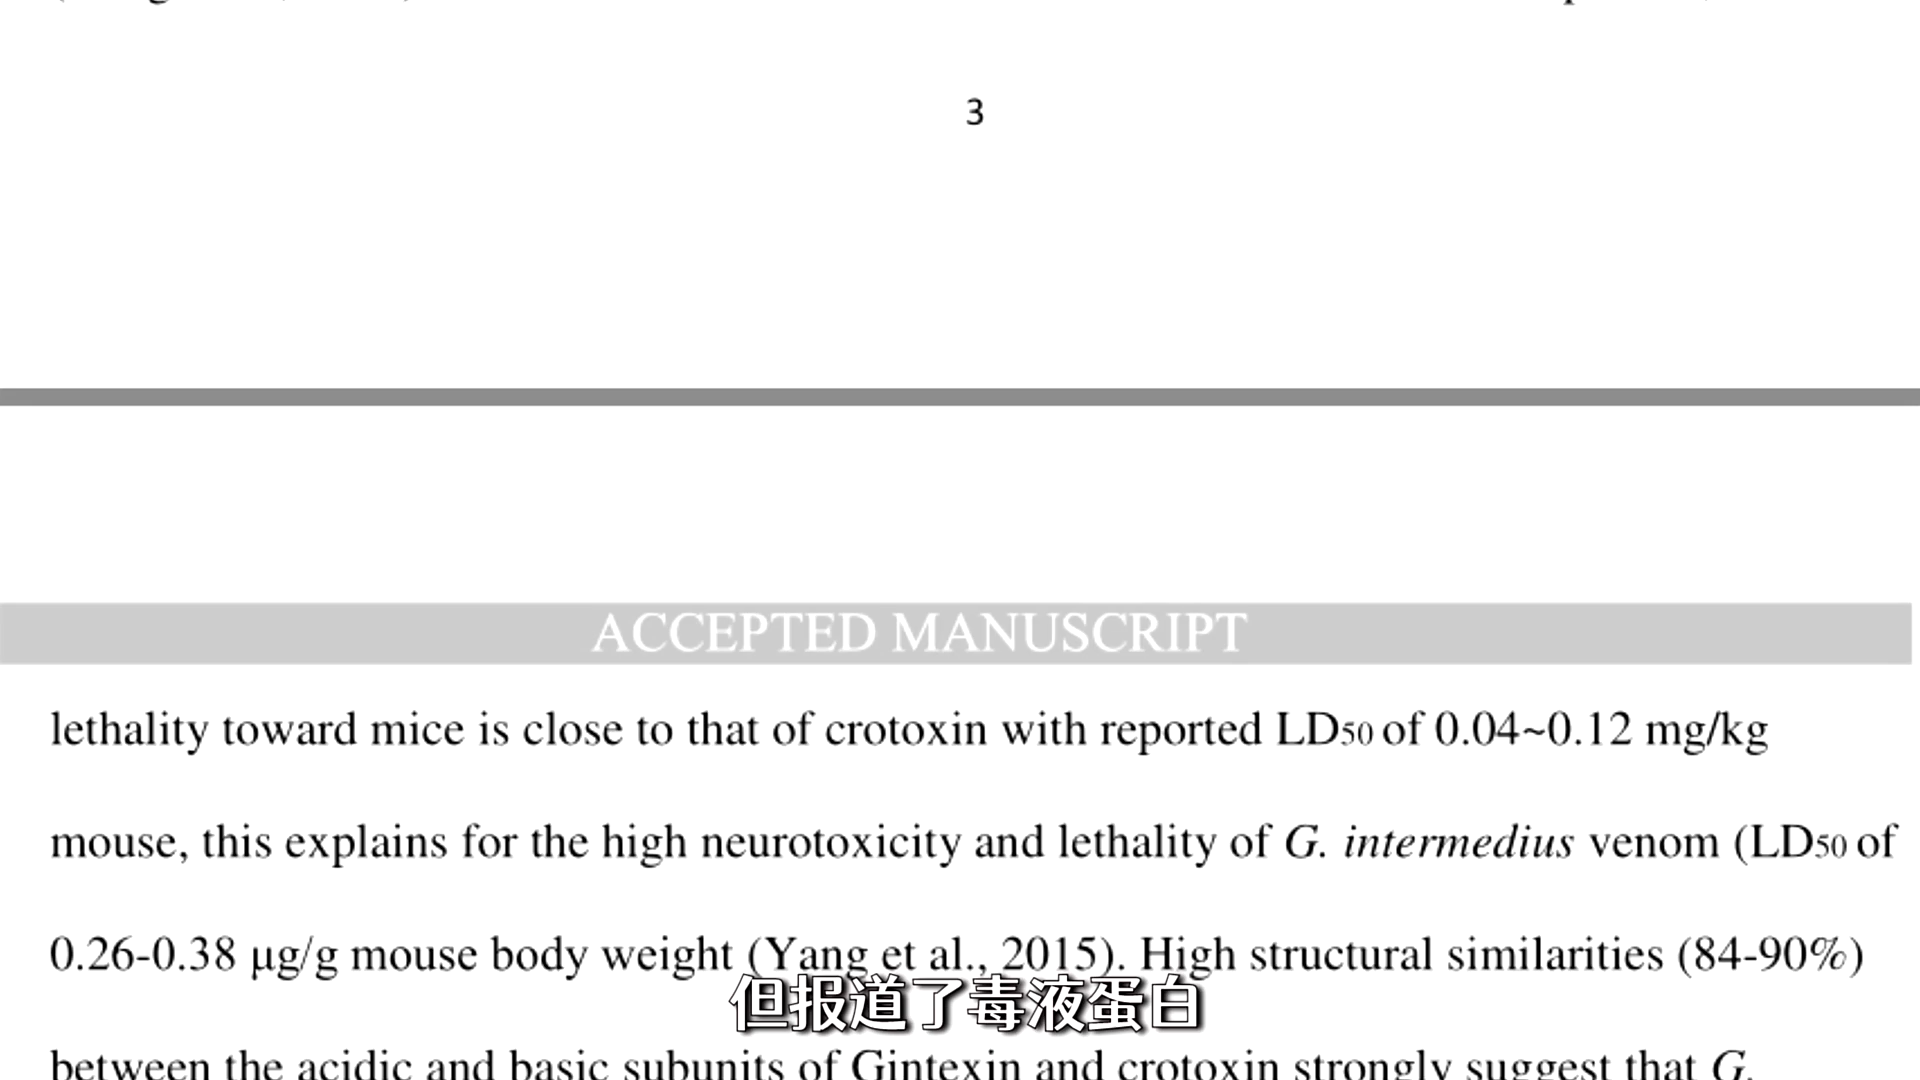 3
ACCEPTED MANUSCRIPT
lethality toward mice is close to that of crotoxin with reported LD50 of 0.04~0.12 mg/kg
mouse, this explains for the high neurotoxicity and lethality of G. intermedius venom (LD50 of
0.26-0.38 μg/g mouse body weight (Yang et al., 2015). High structural similarities (84-90%)
但报道了毒液蛋白
between the acidic and basic subunits of Gintexin and crotoxin strongly suggest that G.